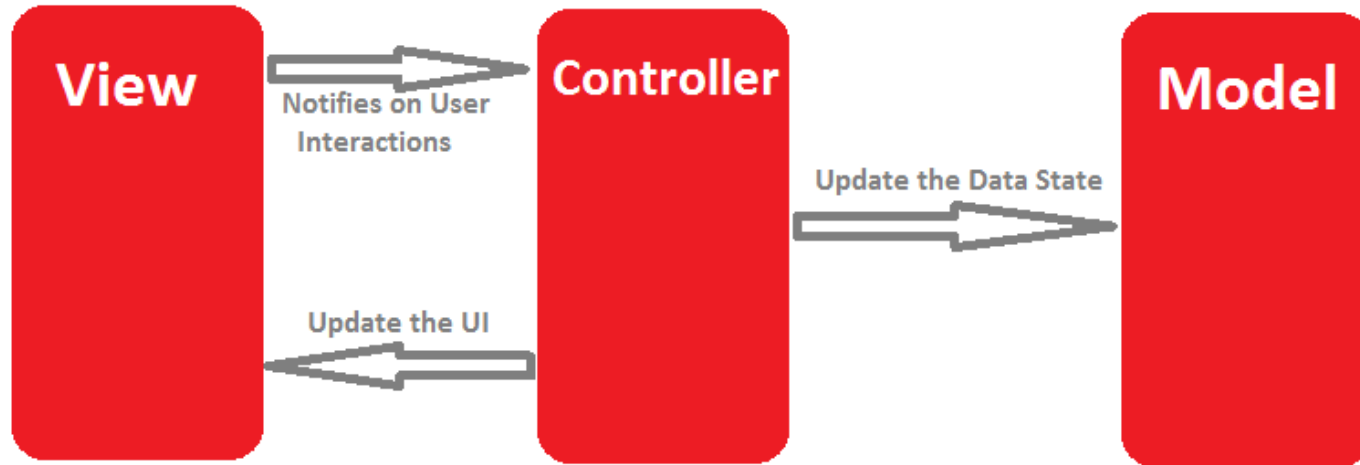 View
Controller
Model
Notifies on User
Interactions
Update the Data State
Update the UI